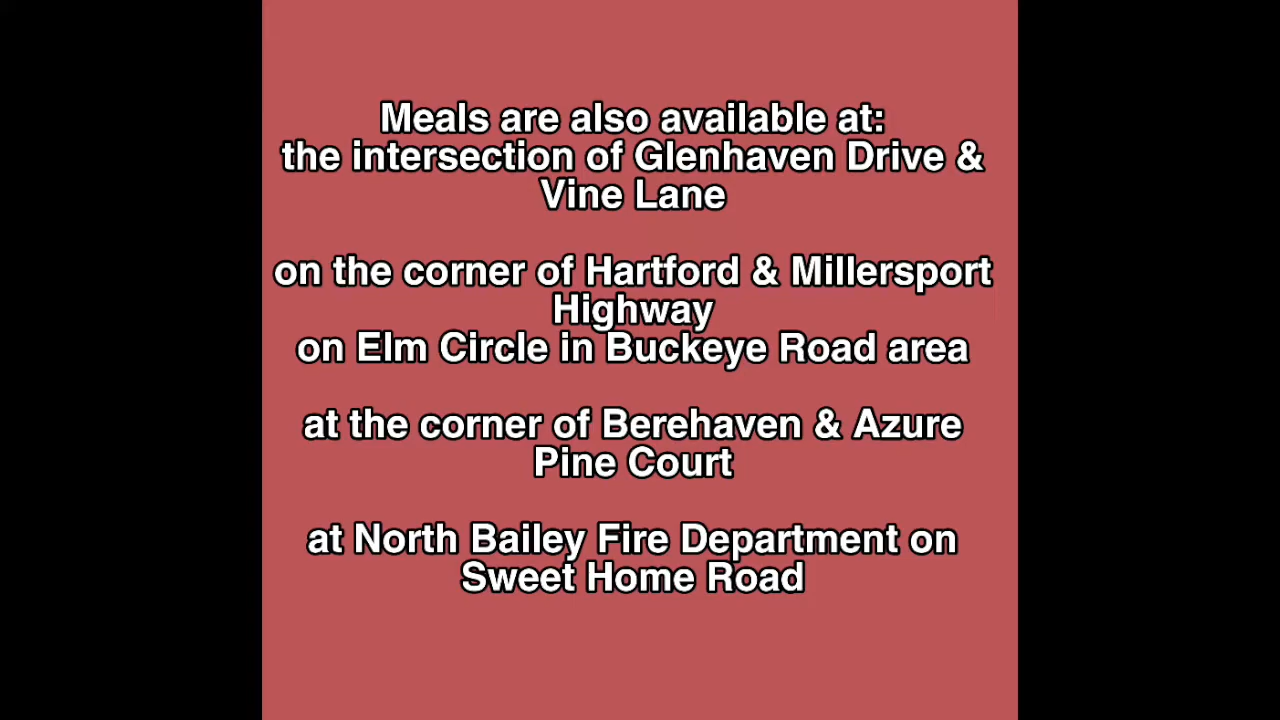 Meals are also available at:
the intersection of Glenhaven Drive &
Vine Lane
on the corner of Hartford & Millersport
Highway
on Elm Circle in Buckeye Road area
at the corner of Berehaven & Azure
Pine Court
at North Bailey Fire Department on
Sweet Home Road